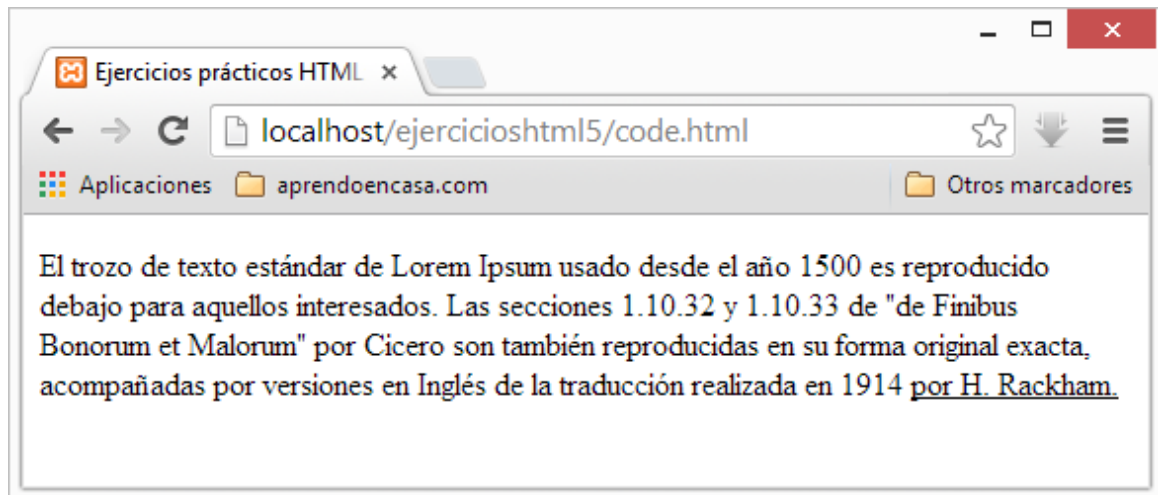 Ejercicios prácticos HTML
localhost/ejercicioshtml5/code.html
Aplicaciones aprendoencasa.com Otros marcadores
El trozo de texto estándar de Lorem Ipsum usado desde el año 1500 es reproducido
debajo para aquellos interesados. Las secciones 1.10.32 y 1.10.33 de "de Finibus
Bonorum et Malorum" por Cicero son también reproducidas en su forma original exacta,
acompañadas por versiones en Inglés de la traducción realizada en 1914 por H. Rackham.